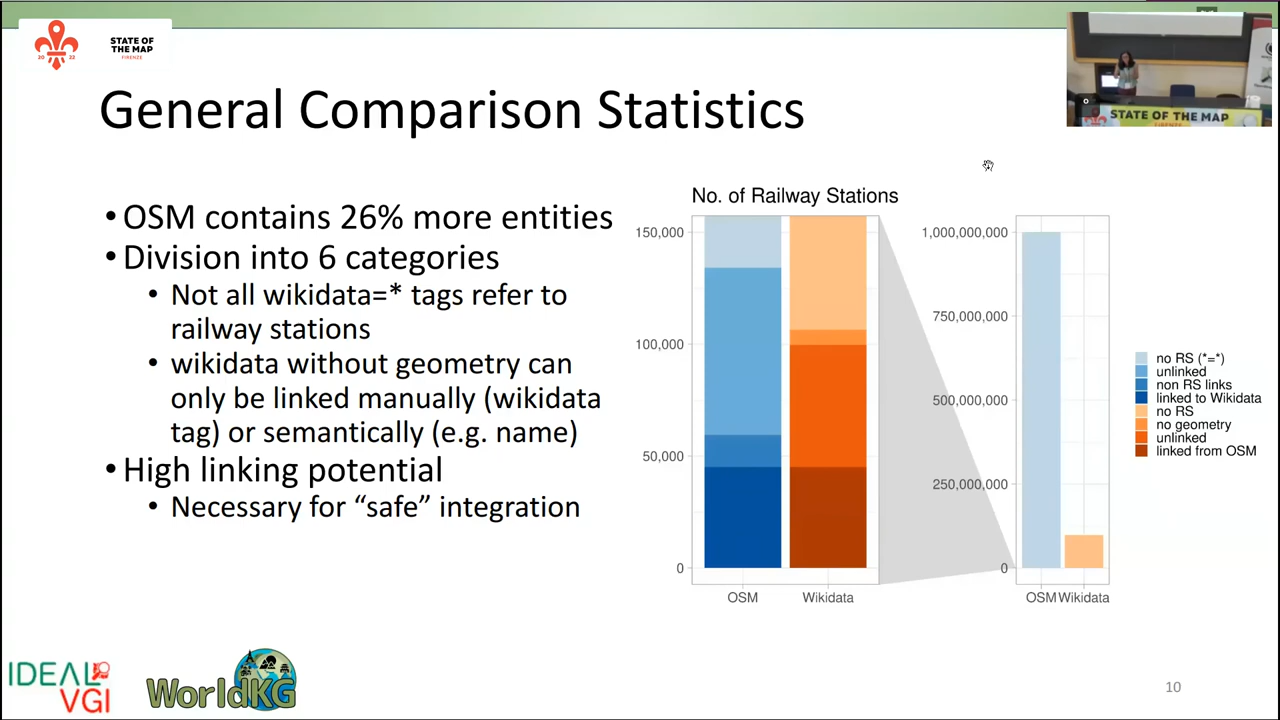 2022
STATE OF
THE MAP
FIRENZE
STATE OF THE MAP
General Comparison Statistics
• OSM contains 26% more entities
• Division into 6 categories
• Not all wikidata=* tags refer to
railway stations
• wikidata without geometry can
only be linked manually (wikidata
tag) or semantically (e.g. name)
• High linking potential
• Necessary for “safe” integration
No. of Railway Stations
150,000
100,000
50,000
0
OSM
Wikidata
1,000,000,000
750,000,000
500,000,000
250,000,000
0
OSM
Wikidata
no RS (*=*)
unlinked
non RS links
linked to Wikidata
no RS
no geometry
unlinked
linked from OSM
IDEAL
VGI
WorldKG
10